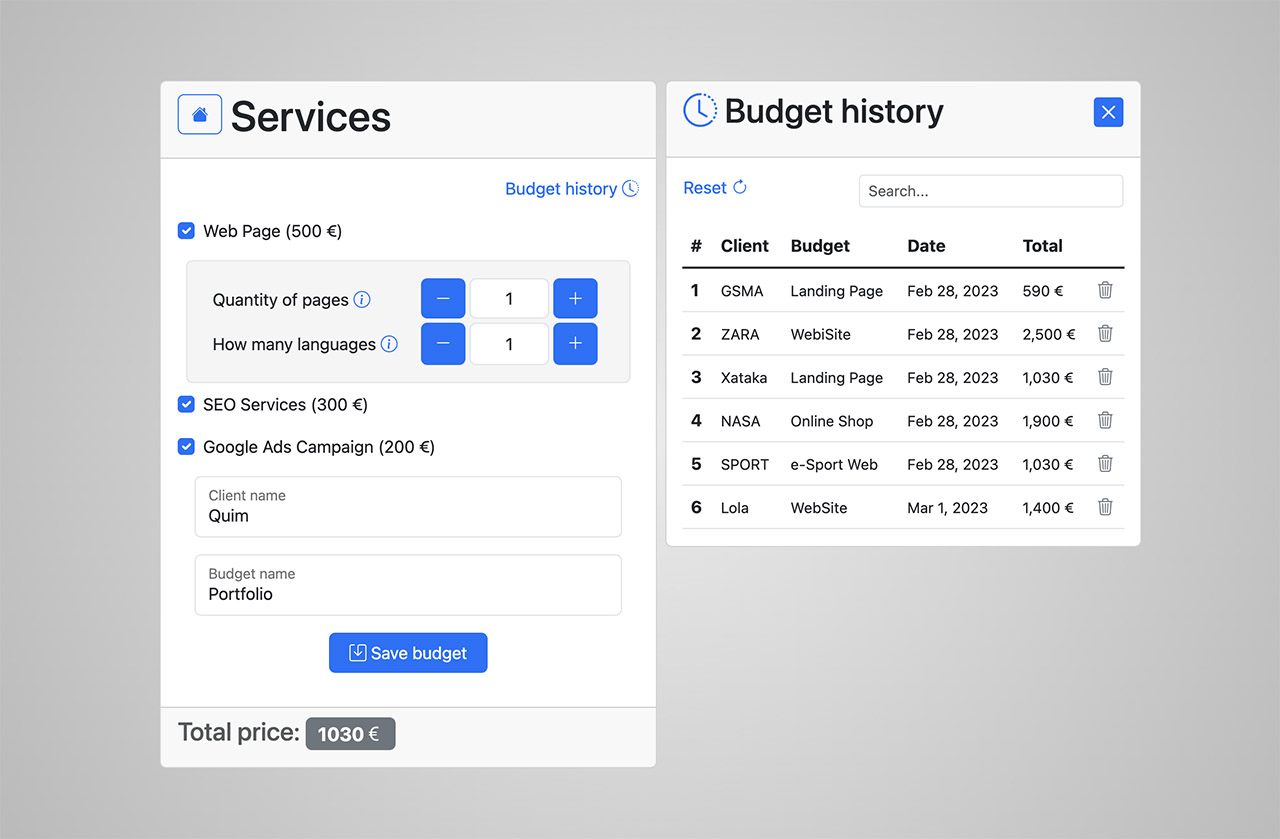 Services
Budget history
Web Page (500 €)
Quantity of pages
1
How many languages
1
SEO Services (300 €)
Google Ads Campaign (200 €)
Client name
Quim
Budget name
Portfolio
Save budget
Total price: 1030 €
Budget history
Reset
Search...
# Client Budget Date Total
1 GSMA Landing Page Feb 28, 2023 590 €
2 ZARA WebiSite Feb 28, 2023 2,500 €
3 Xataka Landing Page Feb 28, 2023 1,030 €
4 NASA Online Shop Feb 28, 2023 1,900 €
5 SPORT e-Sport Web Feb 28, 2023 1,030 €
6 Lola WebSite Mar 1, 2023 1,400 €